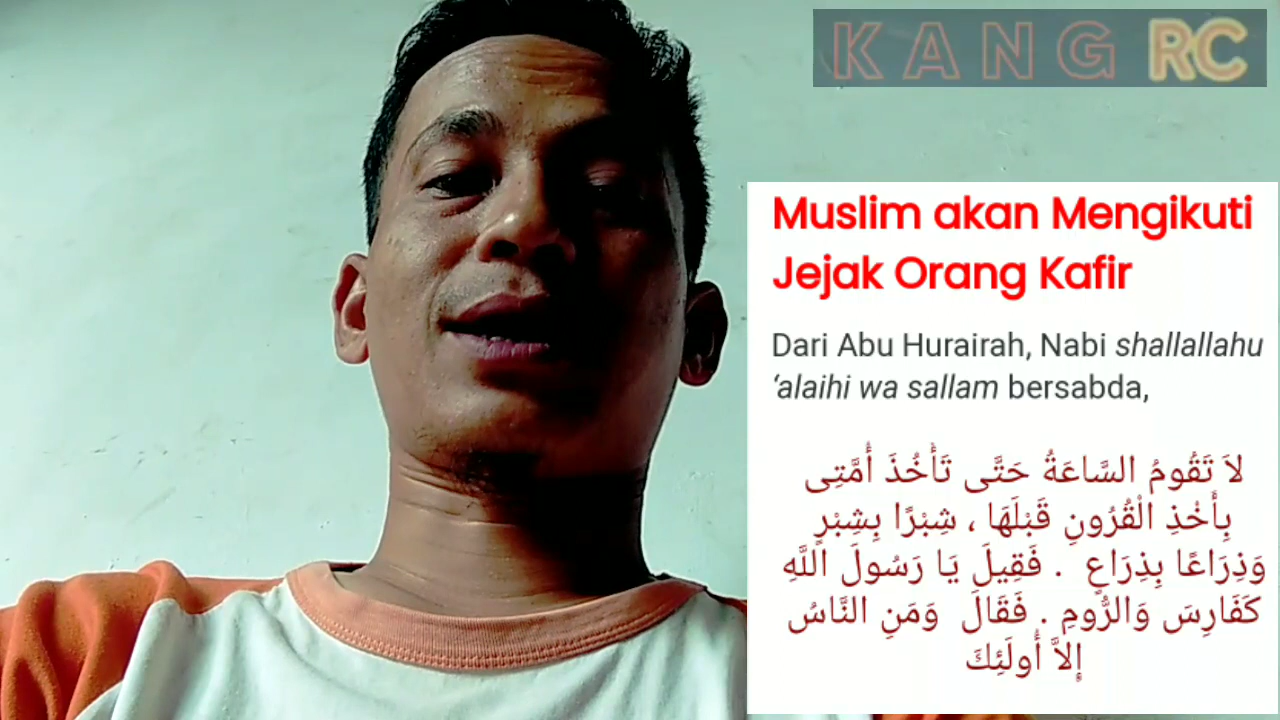 KANG RC
Muslim akan Mengikuti
Jejak Orang Kafir
Dari Abu Hurairah, Nabi shallallahu
‘alaihi wa sallam bersabda,
لاَ تَقُومُ السَّاعَةُ حَتَّى تَأْخُذَ أُمَّتِى
بِأَخْذِ الْقُرُونِ قَبْلَهَا ، شِبْرًا بِشِبْرٍ
وَذِرَاعًا بِذِرَاعٍ . فَقِيلَ يَا رَسُولَ اللَّهِ
كَفَارِسَ وَالرُّومِ . فَقَالَ وَمَنِ النَّاسُ
إِلاَّ أُولَئِكَ